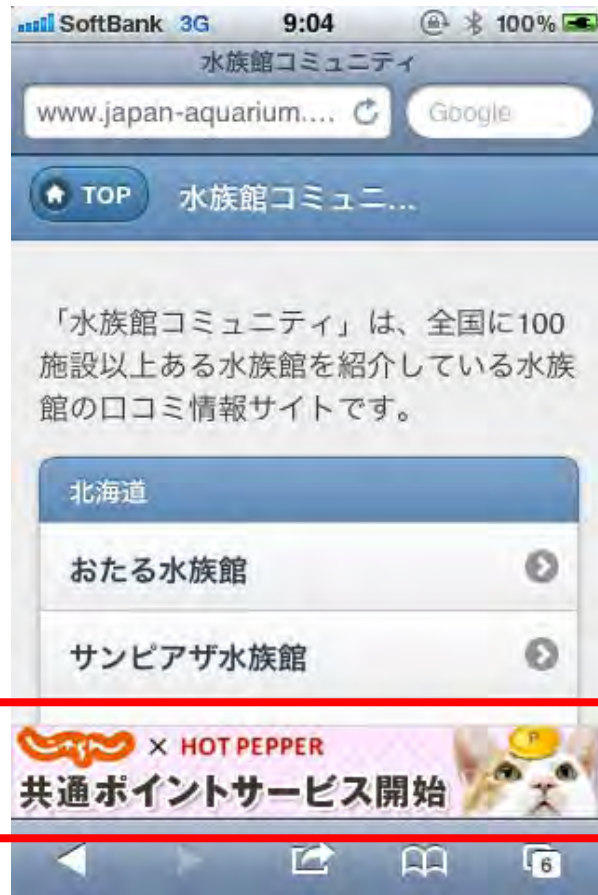 SoftBank 3G 9:04 100%
水族館コミュニティ
www.japan-aquarium.... Google
TOP 水族館コミュニ...
「水族館コミュニティ」は、全国に100
施設以上ある水族館を紹介している水族
館の口コミ情報サイトです。
北海道
おたる水族館
サンピアザ水族館
じゃらん × HOT PEPPER
P
共通ポイントサービス開始
6